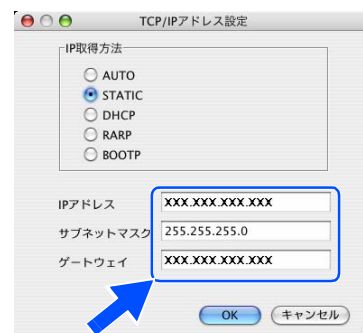 TCP/IPアドレス設定
IP取得方法
AUTO
STATIC
DHCP
RARP
BOOTP
IPアドレス XXX.XXX.XXX.XXX
サブネットマスク 255.255.255.0
ゲートウェイ XXX.XXX.XXX.XXX
OK キャンセル